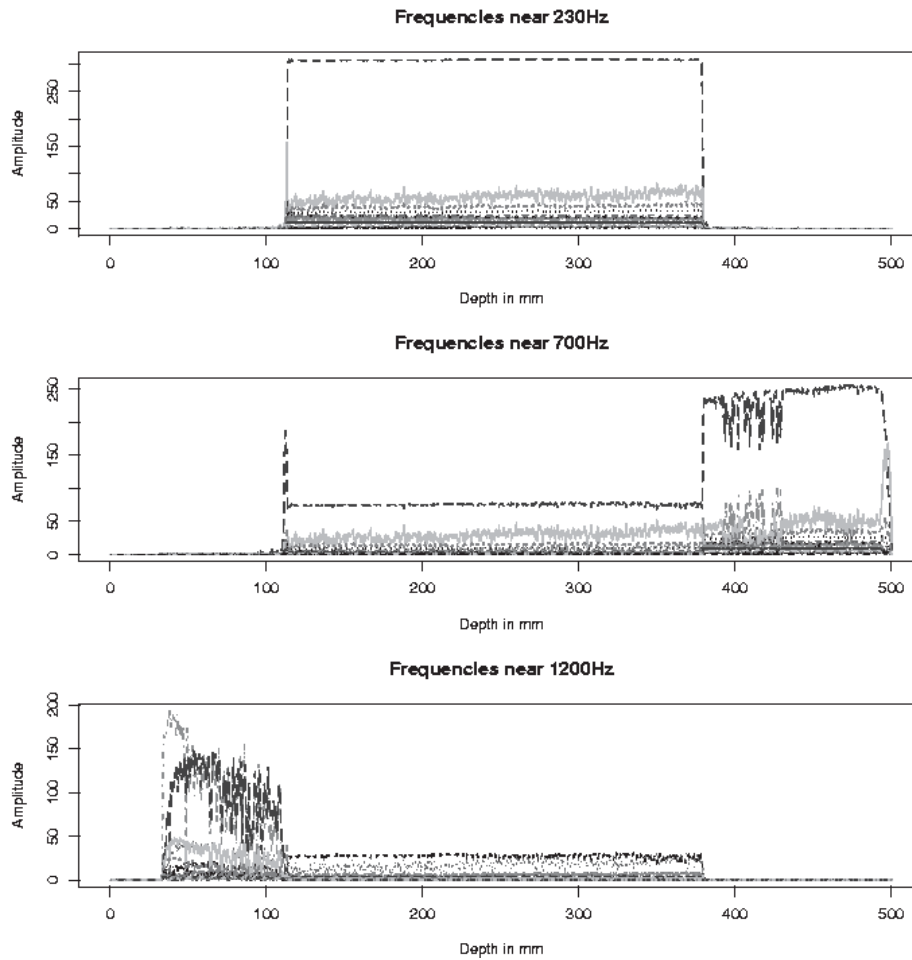 Frequencies near 230Hz
Amplitude
0 50 150 250
0 100 200 300 400 500
Depth in mm
Frequencies near 700Hz
Amplitude
0 50 150 250
0 100 200 300 400 500
Depth in mm
Frequencies near 1200Hz
Amplitude
0 50 100 150 200
0 100 200 300 400 500
Depth in mm